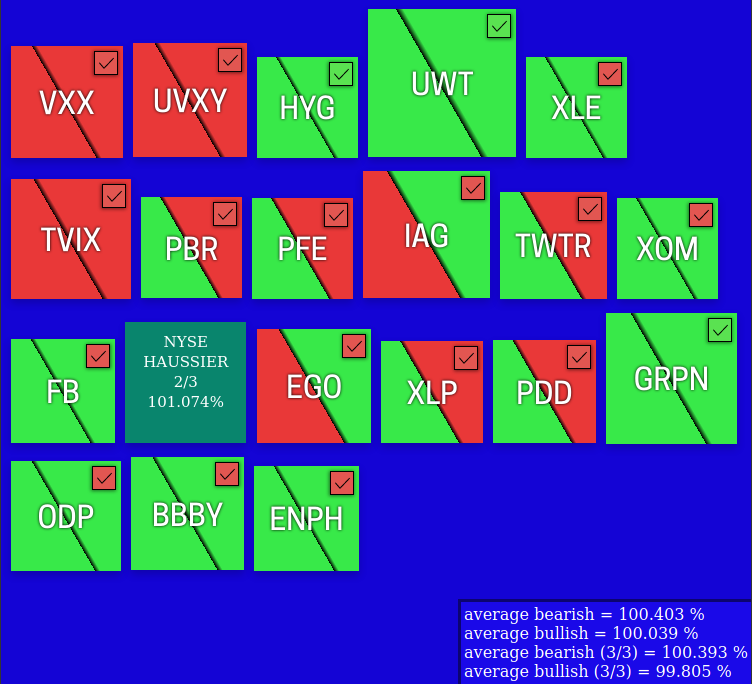 VXX
UVXY
HYG
UWT
XLE
TVIX
PBR
PFE
IAG
TWTR
XOM
FB
NYSE
HAUSSIER
2/3
101.074%
EGO
XLP
PDD
GRPN
ODP
BBBY
ENPH
average bearish = 100.403 %
average bullish = 100.039 %
average bearish (3/3) = 100.393 %
average bullish (3/3) = 99.805 %